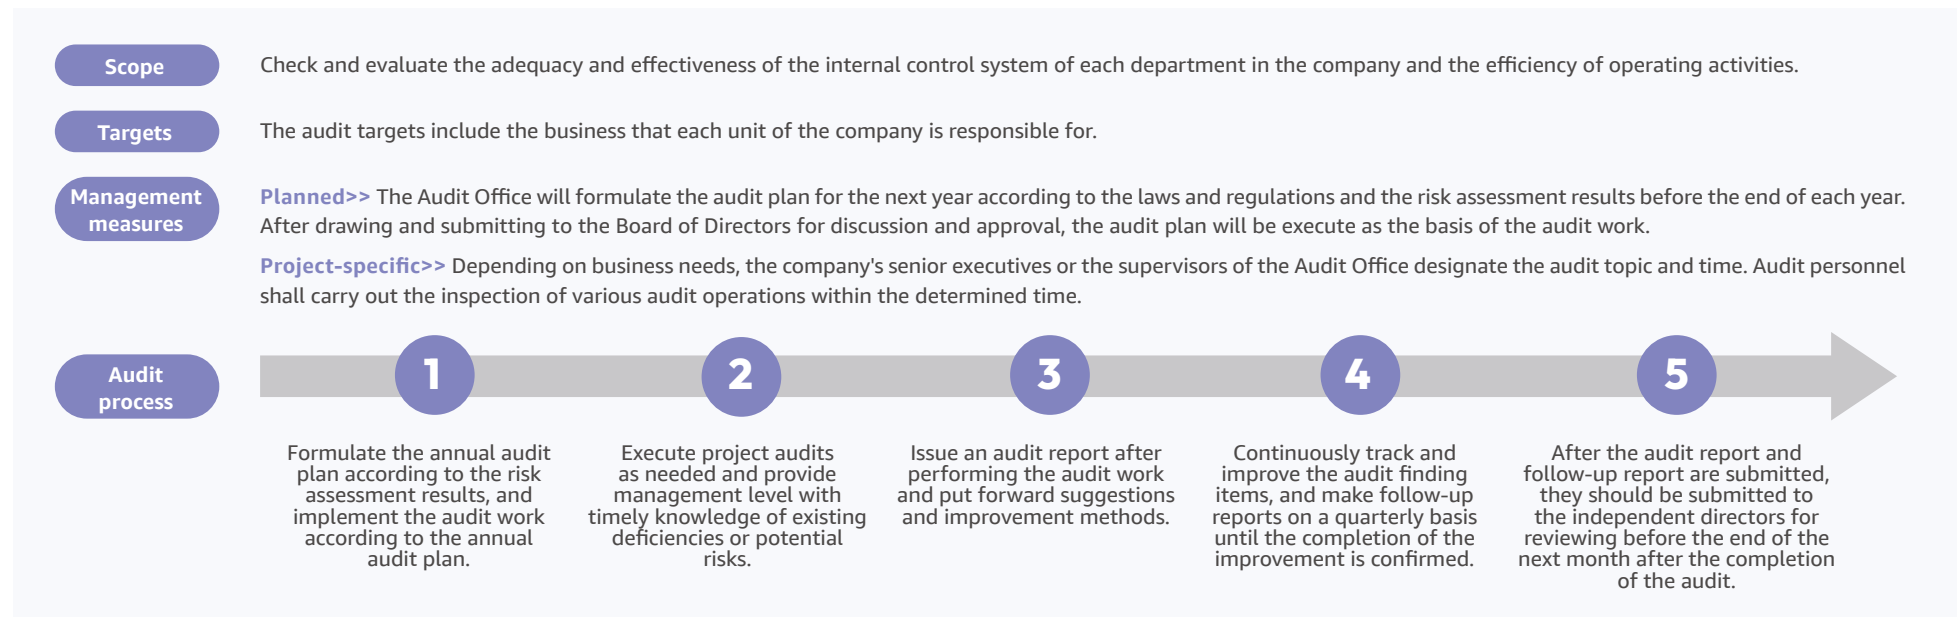 Scope
Check and evaluate the adequacy and effectiveness of the internal control system of each department in the company and the efficiency of operating activities.
Targets
The audit targets include the business that each unit of the company is responsible for.
Management
measures
Planned>> The Audit Office will formulate the audit plan for the next year according to the laws and regulations and the risk assessment results before the end of each year.
After drawing and submitting to the Board of Directors for discussion and approval, the audit plan will be execute as the basis of the audit work.
Project-specific>> Depending on business needs, the company's senior executives or the supervisors of the Audit Office designate the audit topic and time. Audit personnel
shall carry out the inspection of various audit operations within the determined time.
Audit
process
1
Formulate the annual audit
plan according to the risk
assessment results, and
implement the audit work
according to the annual
audit plan.
2
Execute project audits
as needed and provide
management level with
timely knowledge of existing
deficiencies or potential
risks.
3
Issue an audit report after
performing the audit work
and put forward suggestions
and improvement methods.
4
Continuously track and
improve the audit finding
items, and make follow-up
reports on a quarterly basis
until the completion of the
improvement is confirmed.
5
After the audit report and
follow-up report are submitted,
they should be submitted to
the independent directors for
reviewing before the end of the
next month after the completion
of the audit.